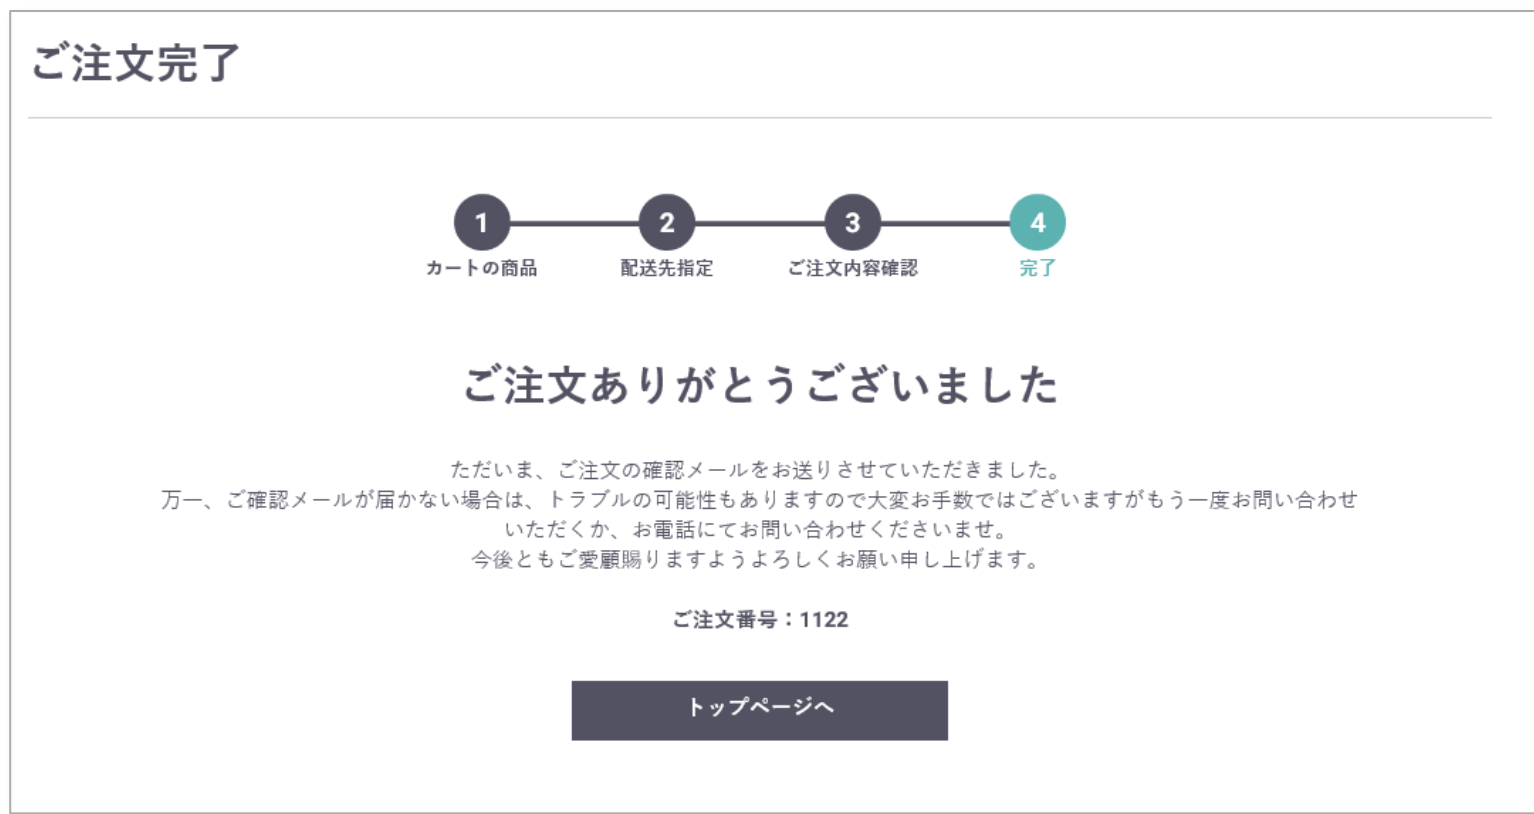 ご注文完了
1
2
3
4
カートの商品
配送先指定
ご注文内容確認
完了
ご注文ありがとうございました
ただいま、ご注文の確認メールをお送りさせていただきました。
万一、ご確認メールが届かない場合は、トラブルの可能性もありますので大変お手数ではございますがもう一度お問い合わせ
いただくか、お電話にてお問い合わせくださいませ。
今後ともご愛顧賜りますようよろしくお願い申し上げます。
ご注文番号：1122
トップページへ